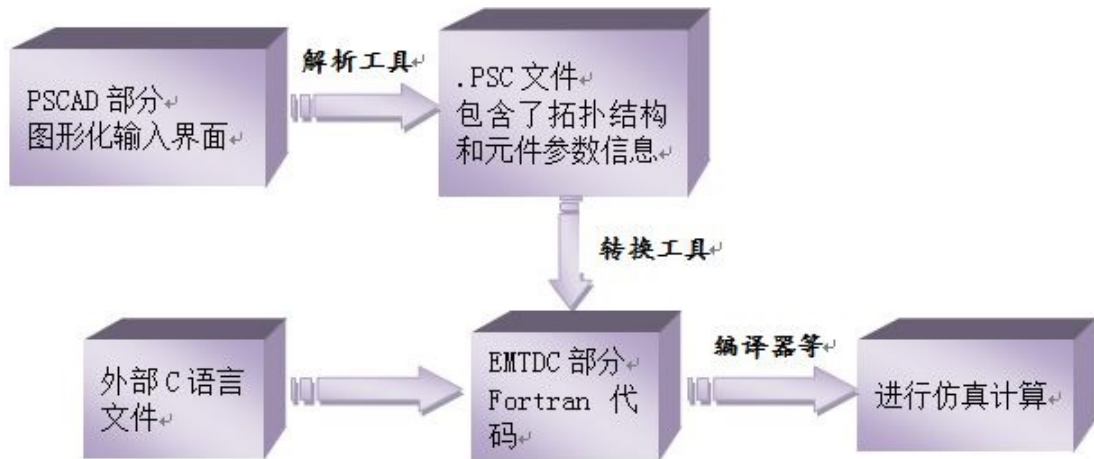 PSCAD 部分
图形化输入界面
解析工具
.PSC 文件
包含了拓扑结构
和元件参数信息
转换工具
外部 C 语言
文件
EMTDC 部分
Fortran 代
码
编译器等
进行仿真计算